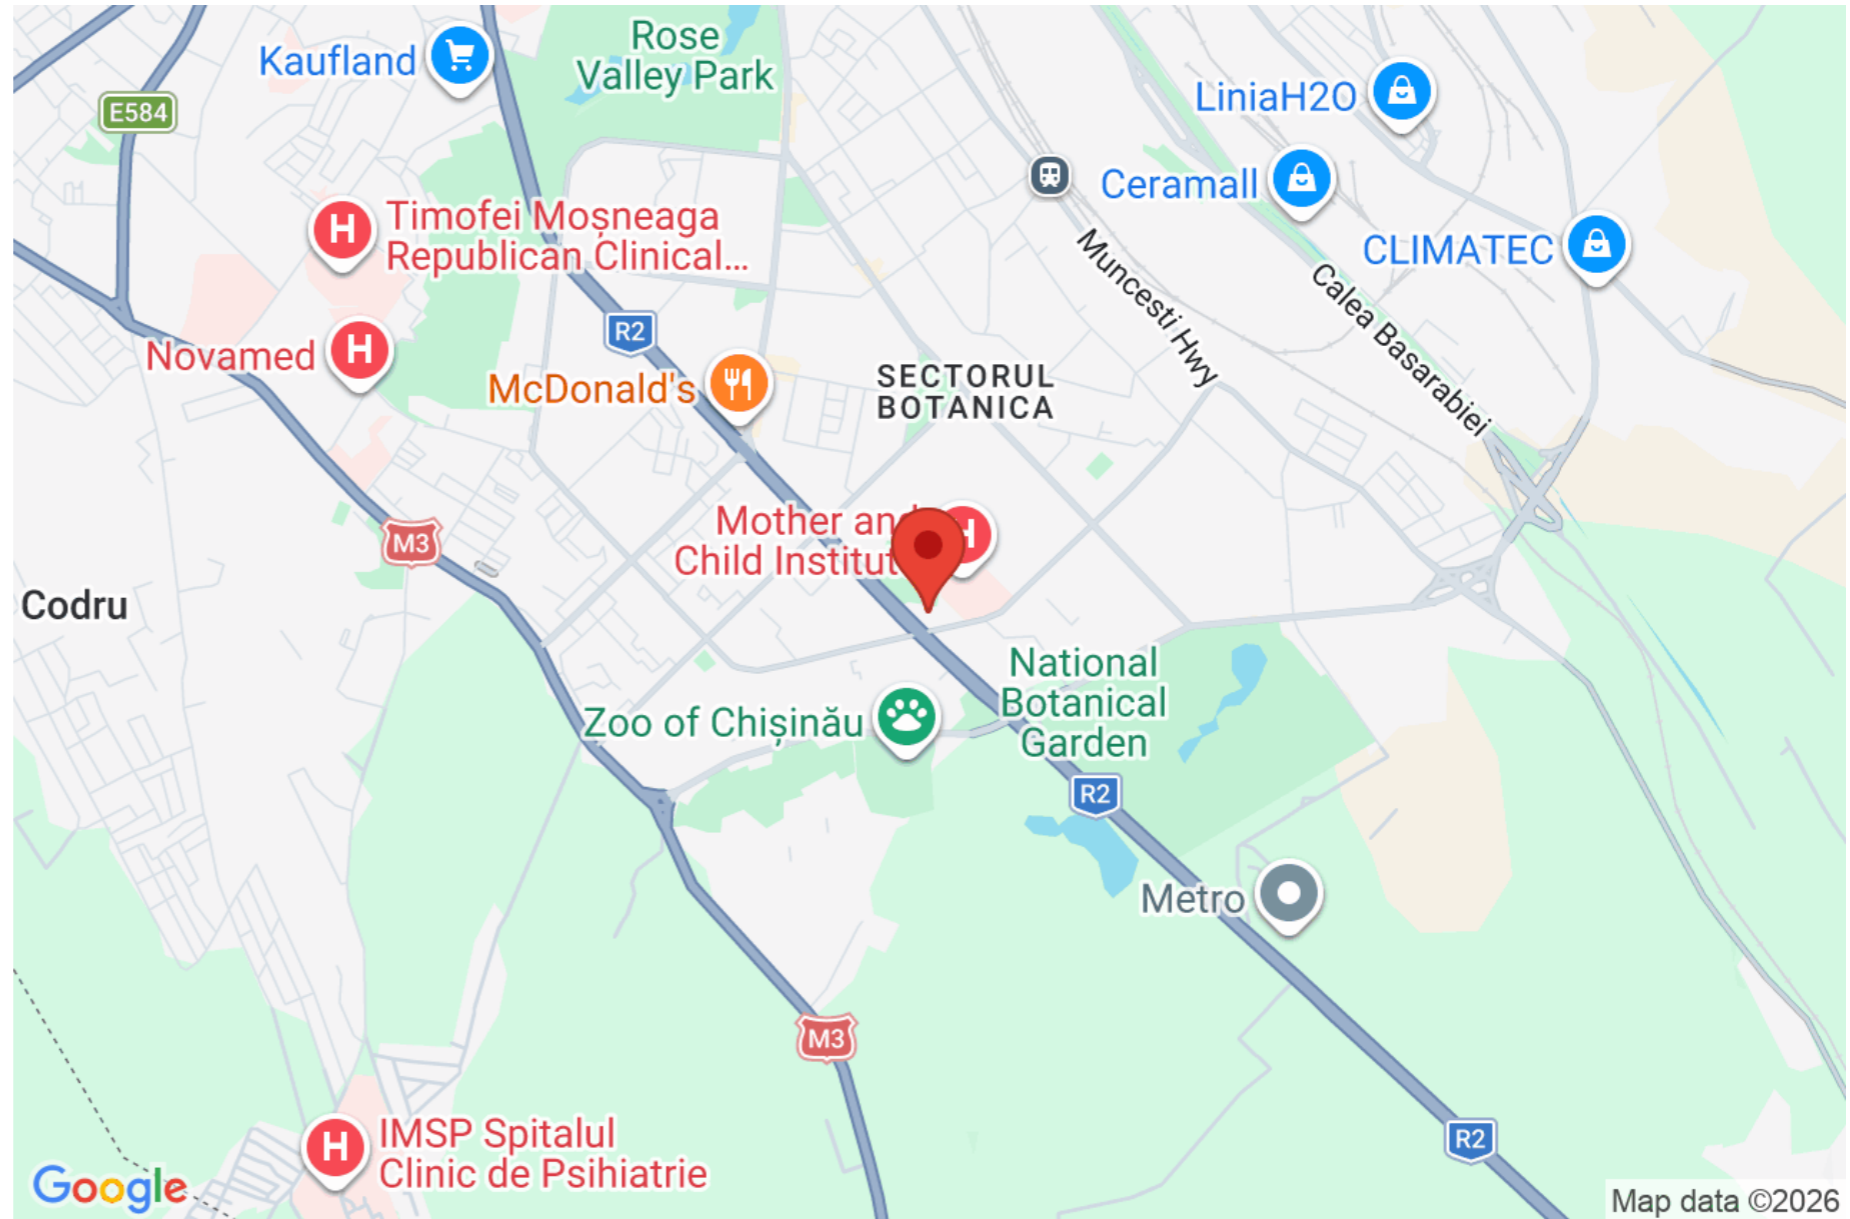 Rose
Valley Park
Kaufland
E584
LiniaH2O
Ceramall
Timofei Moșneaga
Republican Clinical...
CLIMATEC
Muncesti Hwy
Calea Basarabiei
R2
Novamed
McDonald's
SECTORUL
BOTANICA
Mother and
Child Institut
M3
Codru
National
Botanical
Garden
Zoo of Chișinău
R2
Metro
M3
IMSP Spitalul
Clinic de Psihiatrie
R2
Google
Map data ©2026